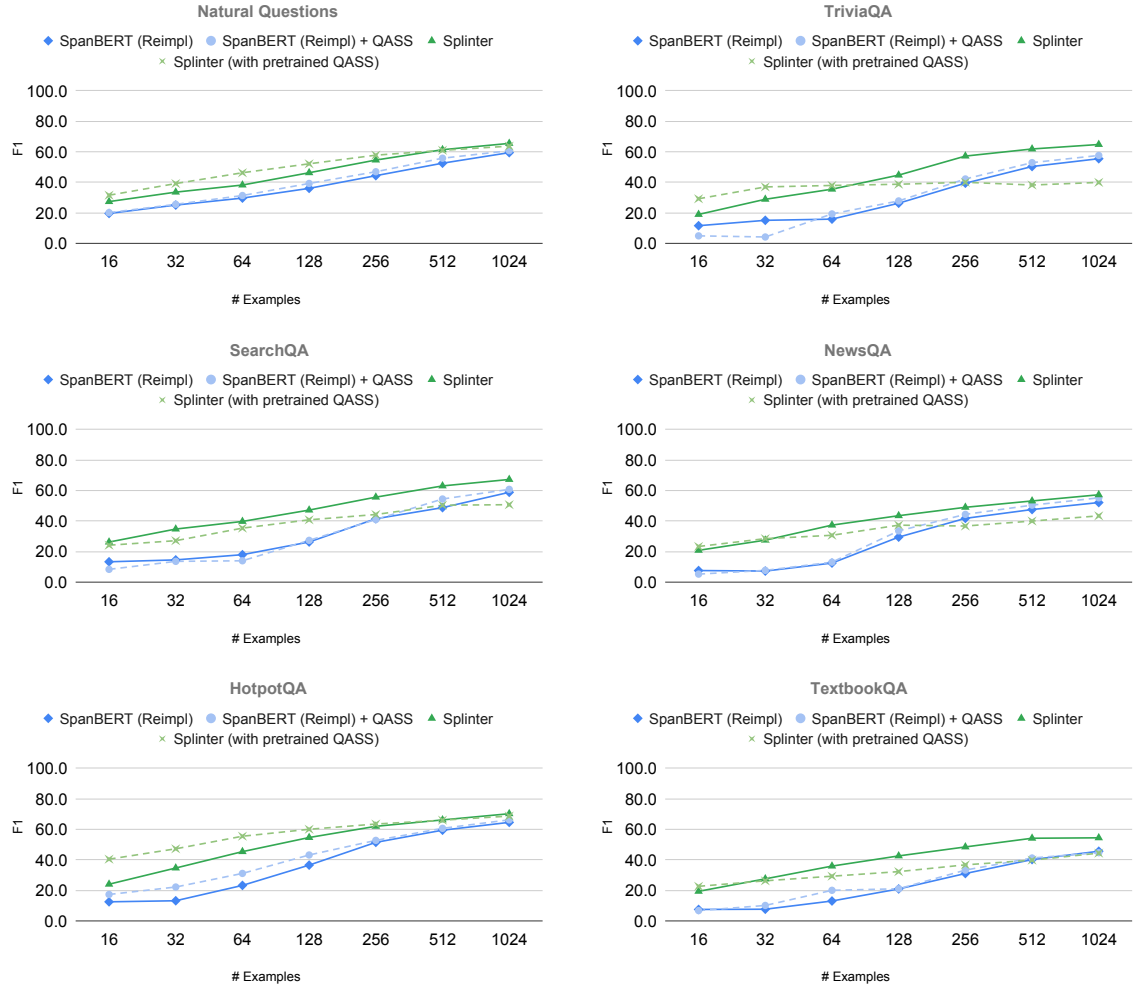 Natural Questions
SpanBERT (Reimpl) SpanBERT (Reimpl) + QASS Splinter
Splinter (with pretrained QASS)
100.0
80.0
60.0
40.0
20.0
0.0
F1
16 32 64 128 256 512 1024
# Examples
TriviaQA
SpanBERT (Reimpl) SpanBERT (Reimpl) + QASS Splinter
Splinter (with pretrained QASS)
100.0
80.0
60.0
40.0
20.0
0.0
F1
16 32 64 128 256 512 1024
# Examples
SearchQA
SpanBERT (Reimpl) SpanBERT (Reimpl) + QASS Splinter
Splinter (with pretrained QASS)
100.0
80.0
60.0
40.0
20.0
0.0
F1
16 32 64 128 256 512 1024
# Examples
NewsQA
SpanBERT (Reimpl) SpanBERT (Reimpl) + QASS Splinter
Splinter (with pretrained QASS)
100.0
80.0
60.0
40.0
20.0
0.0
F1
16 32 64 128 256 512 1024
# Examples
HotpotQA
SpanBERT (Reimpl) SpanBERT (Reimpl) + QASS Splinter
Splinter (with pretrained QASS)
100.0
80.0
60.0
40.0
20.0
0.0
F1
16 32 64 128 256 512 1024
# Examples
TextbookQA
SpanBERT (Reimpl) SpanBERT (Reimpl) + QASS Splinter
Splinter (with pretrained QASS)
100.0
80.0
60.0
40.0
20.0
0.0
F1
16 32 64 128 256 512 1024
# Examples